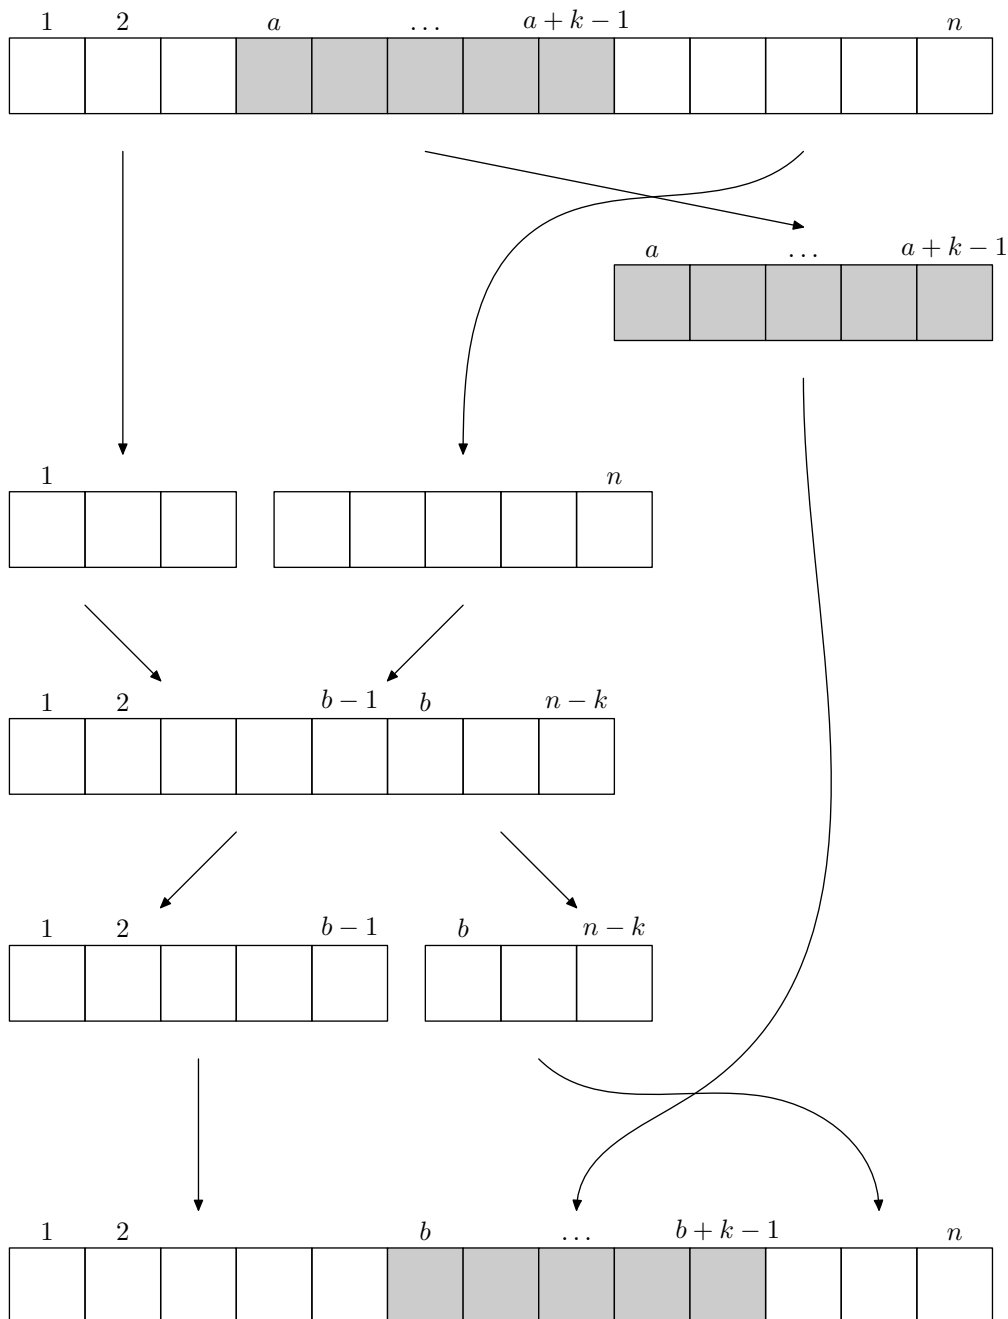 1 2 a … a + k − 1 n
a … a + k − 1
1 n
1 2 b − 1 b n − k
1 2 b − 1 b n − k
1 2 b … b + k − 1 n